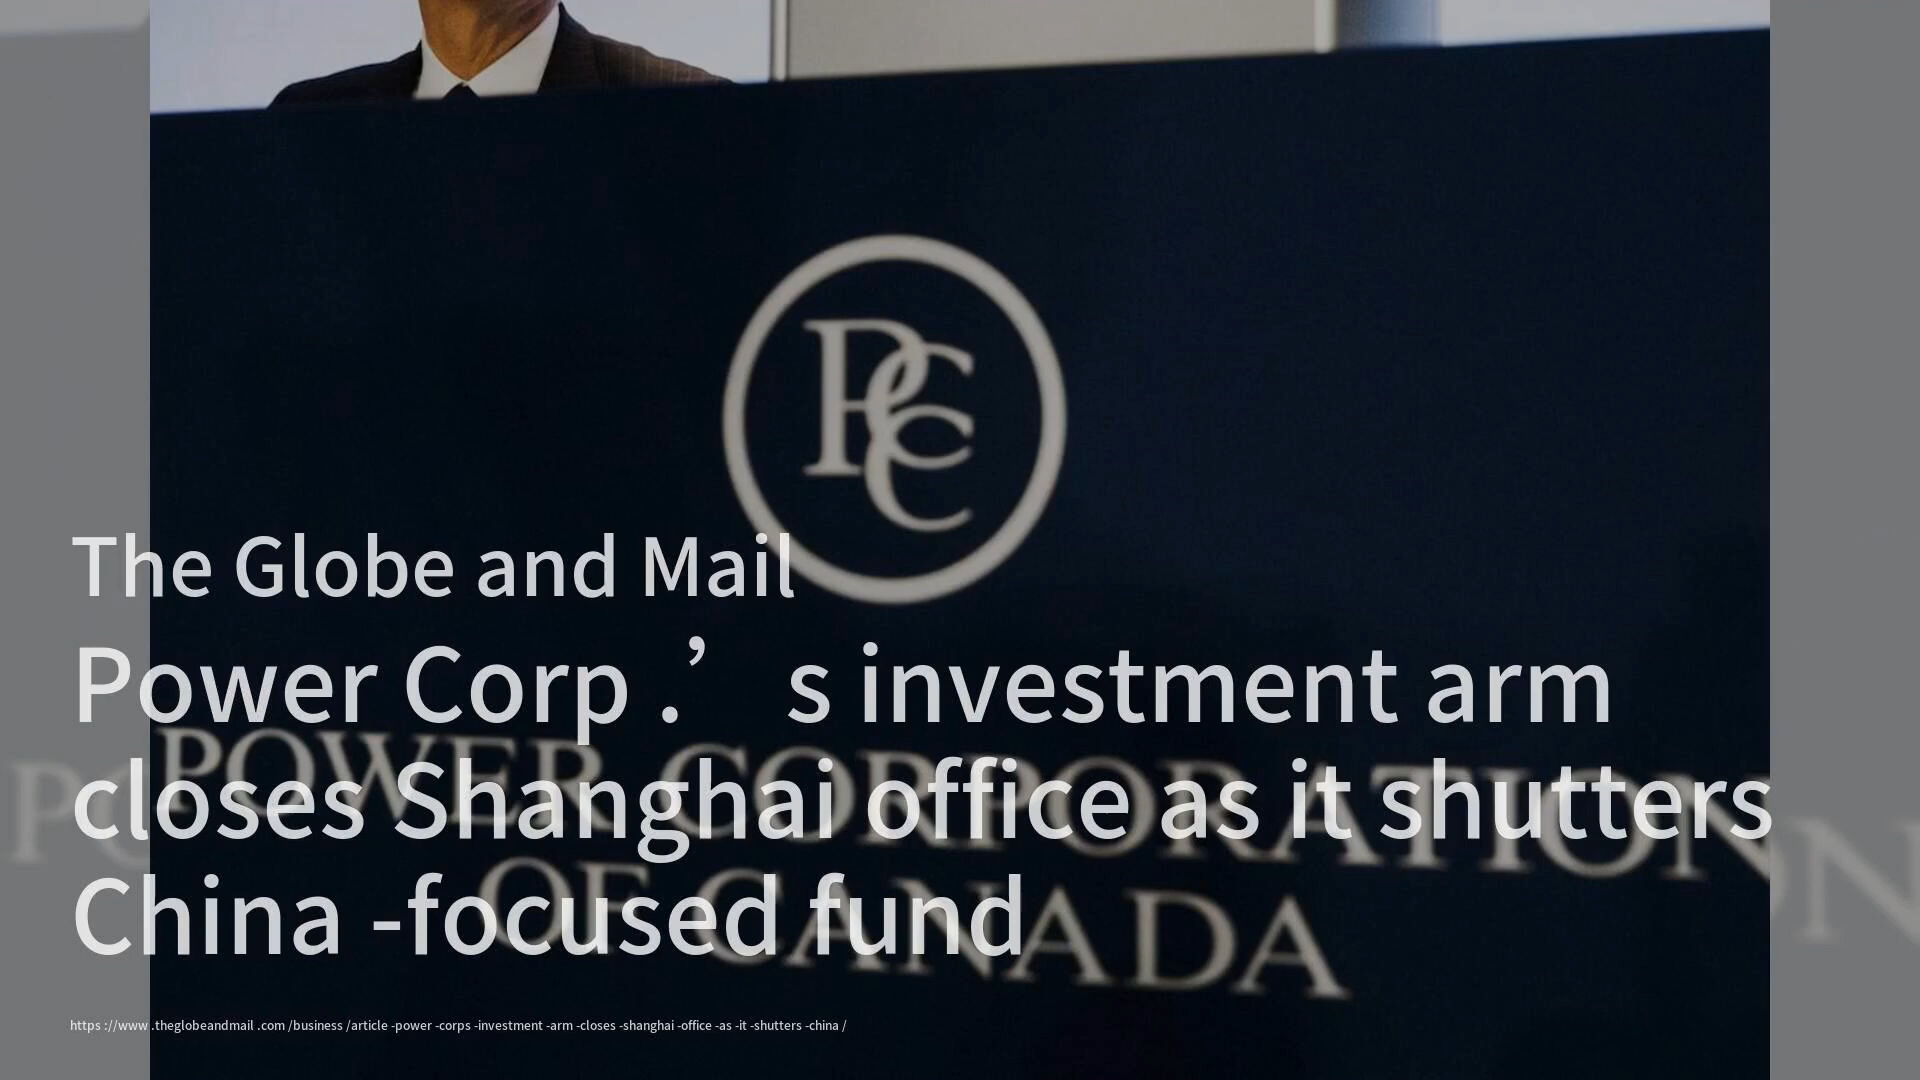 PCC
The Globe and Mail
Power Corp .’ s investment arm
closes Shanghai office as it shutters
China -focused fund
POWER CORPORATION
OF CANADA
https ://www .theglobeandmail .com /business /article -power -corps -investment -arm -closes -shanghai -office -as -it -shutters -china /